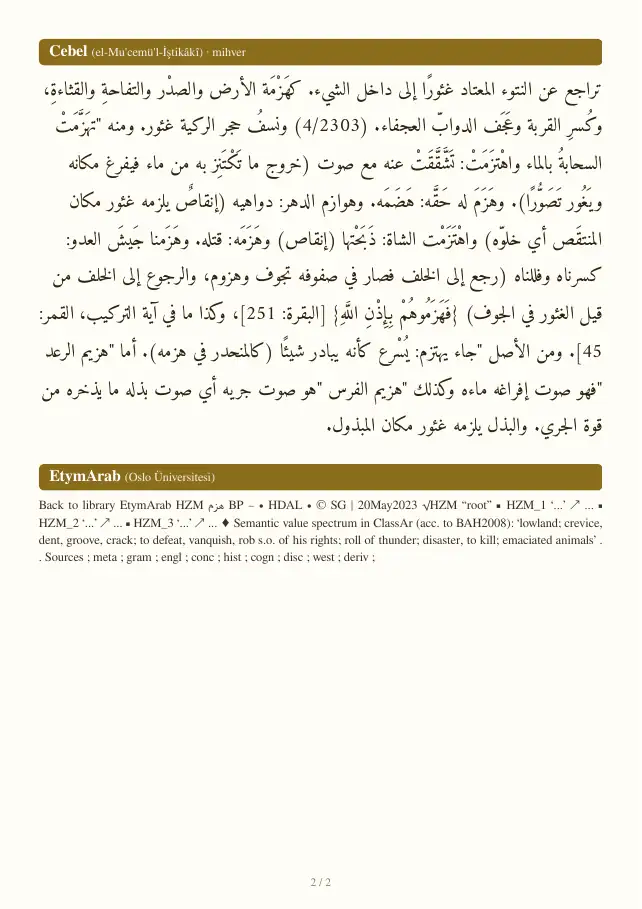 Cebel (el-Mu'cemü'l-İştikâkî) · mihver
تراجع عن النتوء المعتاد غئورًا إلى داخل الشيء. كهَزْمَة الأرض والصدْر والتفاحةِ والقثاءةِ،
وكُسرِ القربة وعَجَف الدوابّ العجفاء. (4/2303) ونسفُ حجر الركية غئور. ومنه "تهزَّمَتْ
السحابةُ بالماء واهْتَزَمَتْ: تَشَّقَّقَتْ عنه مع صوت (خروج ما تَكْتَنِز به من ماء فيفرغ مكانه
ويَغُور تَصَوُّرًا). وهَزَمَ له حَقَّه: هَضَمَه. وهوازم الدهر: دواهيه (إنقاصٌ يلزمه غئور مكان
المنتقَص أي خلوّه) واهْتَزَمْت الشاة: ذَبَحْتها (إنقاص) وهَزَمَه: قتله. وهَزَمنا جَيشَ العدو:
كسرناه وفللناه (رجع إلى الخلف فصار في صفوفه تجوف وهزوم، والرجوع إلى الخلف من
قيل الغئور في الجوف) {فَهَزَمُوهُمْ بِإِذْنِ اللَّهِ} [البقرة: 251]، وكذا ما في آية التركيب، القمر:
45]. ومن الأصل "جاء يهتزم: يُسْرع كأنه يبادر شيئًا (كالمنحدر في هزمه). أما "هزيم الرعد
"فهو صوت إفراغه ماءه وكذلك "هزيم الفرس "هو صوت جريه أي صوت بذله ما يذخره من
قوة الجري. والبذل يلزمه غئور مكان المبذول.
EtymArab (Oslo Üniversitesi)
Back to library EtymArab HZM هزم BP – • HDAL • © SG | 20May2023 √HZM “root” ▪ HZM_1 ‘...’ ↗ ... ▪
HZM_2 ‘...’ ↗ ... ▪ HZM_3 ‘...’ ↗ ... ♦ Semantic value spectrum in ClassAr (acc. to BAH2008): ‘lowland; crevice,
dent, groove, crack; to defeat, vanquish, rob s.o. of his rights; roll of thunder; disaster, to kill; emaciated animals’ .
. Sources ; meta ; gram ; engl ; conc ; hist ; cogn ; disc ; west ; deriv ;
2 / 2